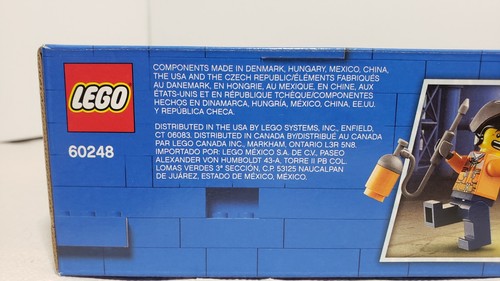 LEGO
60248
COMPONENTS MADE IN DENMARK, HUNGARY, MEXICO, CHINA,
THE USA AND THE CZECH REPUBLIC/ÉLÉMENTS FABRIQUÉS
AU DANEMARK, EN HONGRIE, AU MEXIQUE, EN CHINE, AUX
ÉTATS-UNIS ET EN RÉPUBLIQUE TCHÈQUE/COMPONENTES
HECHOS EN DINAMARCA, HUNGRÍA, MÉXICO, CHINA, EE.UU.
Y REPÚBLICA CHECA.
DISTRIBUTED IN THE USA BY LEGO SYSTEMS, INC., ENFIELD,
CT 06083. DISTRIBUTED IN CANADA BY/DISTRIBUÉ AU CANADA
PAR LEGO CANADA INC., MARKHAM, ONTARIO L3R 5N8.
IMPORTADO POR: LEGO MÉXICO S.A. DE C.V., PASEO
ALEXANDER VON HUMBOLDT 43-A, TORRE II PB COL.
LOMAS VERDES 3ª SECCIÓN. C.P. 53125 NAUCALPAN
DE JUÁREZ, ESTADO DE MÉXICO, MÉXICO.